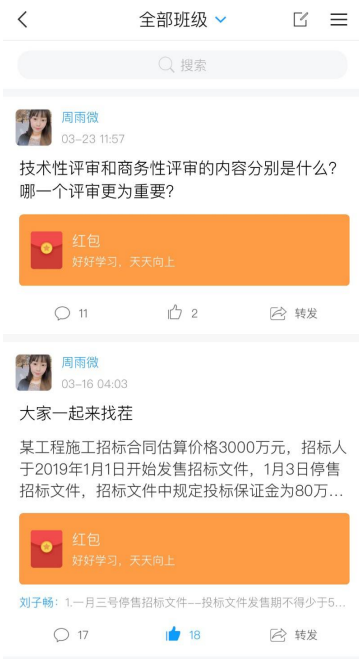 全部班级
搜索
周雨微
03-23 11:57
技术性评审和商务性评审的内容分别是什么?
哪一个评审更为重要?
红包
好好学习，天天向上
11
2
转发
周雨微
03-16 04:03
大家一起来找茬
某工程施工招标合同估算价格3000万元，招标人
于2019年1月1日开始发售招标文件，1月3日停售
招标文件，招标文件中规定投标保证金为80万...
红包
好好学习，天天向上
刘子畅：1.一月三号停售招标文件——投标文件发售期不得少于5...
17
18
转发